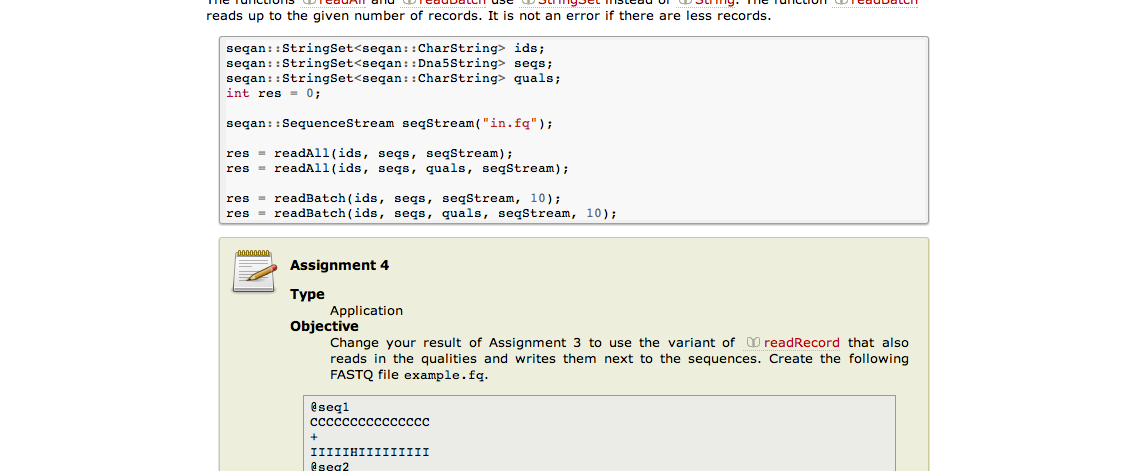 The functions readAll and readBatch use StringSet instead of String. The function readBatch
reads up to the given number of records. It is not an error if there are less records.
seqan::StringSet<seqan::CharString> ids;
seqan::StringSet<seqan::Dna5String> seqs;
seqan::StringSet<seqan::CharString> quals;
int res = 0;
seqan::SequenceStream seqStream("in.fq");
res = readAll(ids, seqs, seqStream);
res = readAll(ids, seqs, quals, seqStream);
res = readBatch(ids, seqs, seqStream, 10);
res = readBatch(ids, seqs, quals, seqStream, 10);
Assignment 4
Type
Application
Objective
Change your result of Assignment 3 to use the variant of readRecord that also
reads in the qualities and writes them next to the sequences. Create the following
FASTQ file example.fq.
@seq1
CCCCCCCCCCCCCCC
+
IIIIIHIIIIIIIII
@seq2